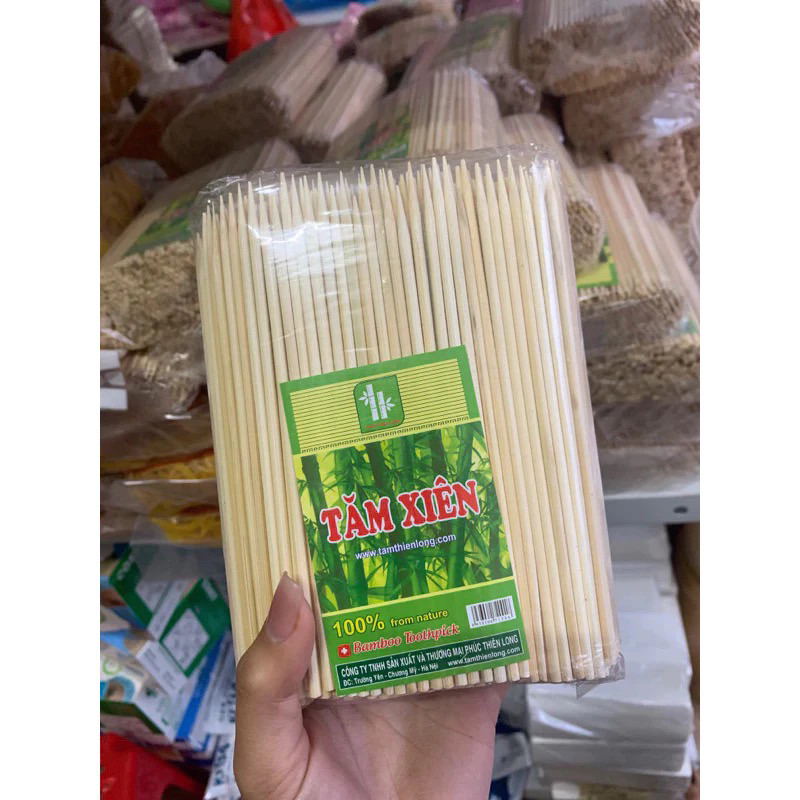 TĂM XIÊN
www.tamthienlong.com
100% from nature
Bamboo Toothpick
CÔNG TY TNHH SẢN XUẤT VÀ THƯƠNG MẠI PHÚC THIÊN LONG
ĐC: Trường Yên - Chương Mỹ - Hà Nội www.tamthienlong.com